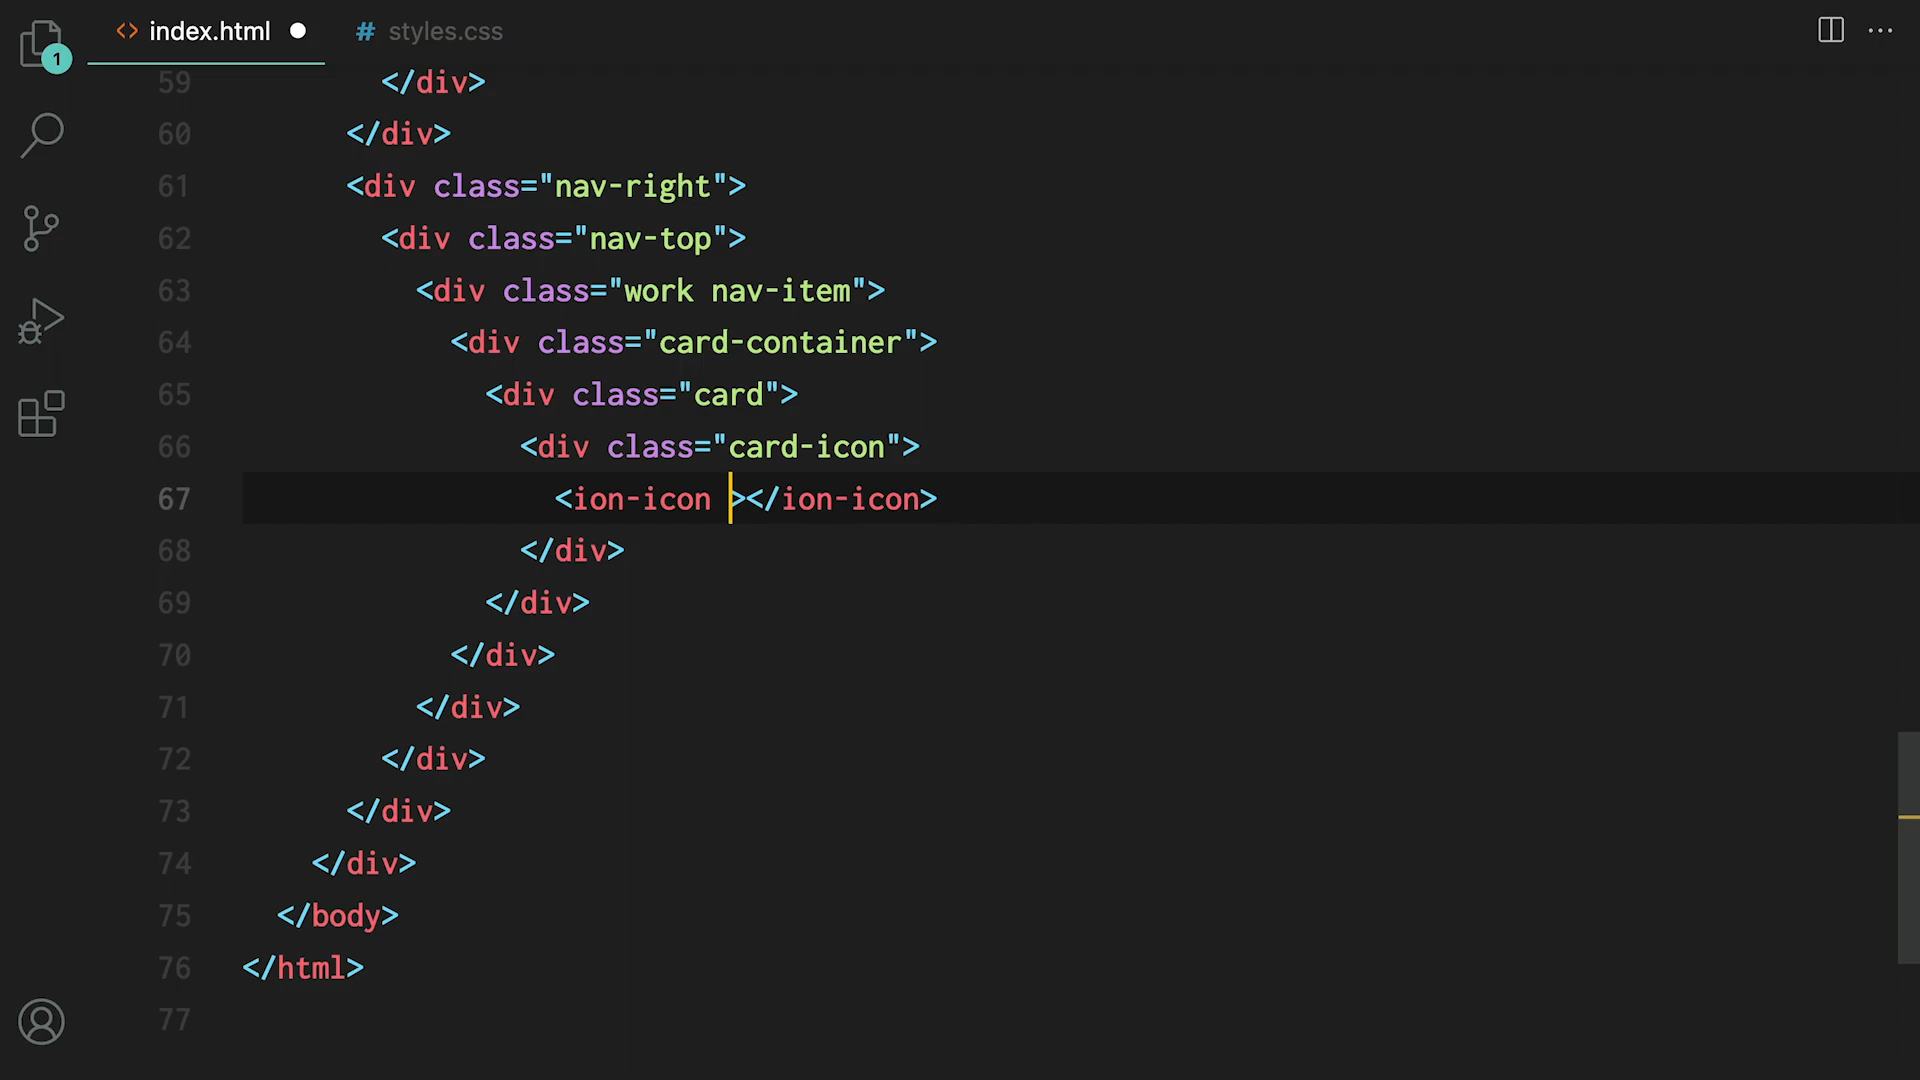 <> index.html ● # styles.css ···
1
59 </div>
60 </div>
61 <div class="nav-right">
62 <div class="nav-top">
63 <div class="work nav-item">
64 <div class="card-container">
65 <div class="card">
66 <div class="card-icon">
67 <ion-icon ></ion-icon>
68 </div>
69 </div>
70 </div>
71 </div>
72 </div>
73 </div>
74 </div>
75 </body>
76 </html>
77